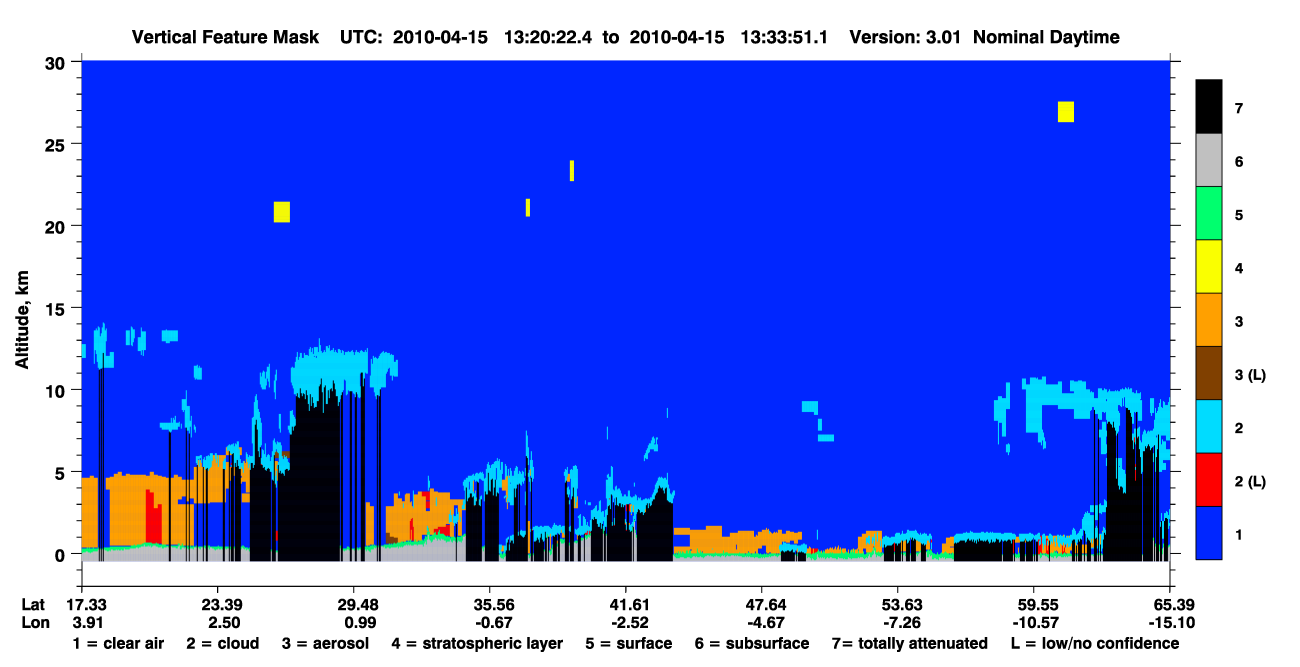 Vertical Feature Mask UTC: 2010-04-15 13:20:22.4 to 2010-04-15 13:33:51.1 Version: 3.01 Nominal Daytime
30
25
20
15
10
5
0
Altitude, km
7
6
5
4
3
3 (L)
2
2 (L)
1
Lat 17.33 23.39 29.48 35.56 41.61 47.64 53.63 59.55 65.39
Lon 3.91 2.50 0.99 -0.67 -2.52 -4.67 -7.26 -10.57 -15.10
1 = clear air 2 = cloud 3 = aerosol 4 = stratospheric layer 5 = surface 6 = subsurface 7= totally attenuated L = low/no confidence